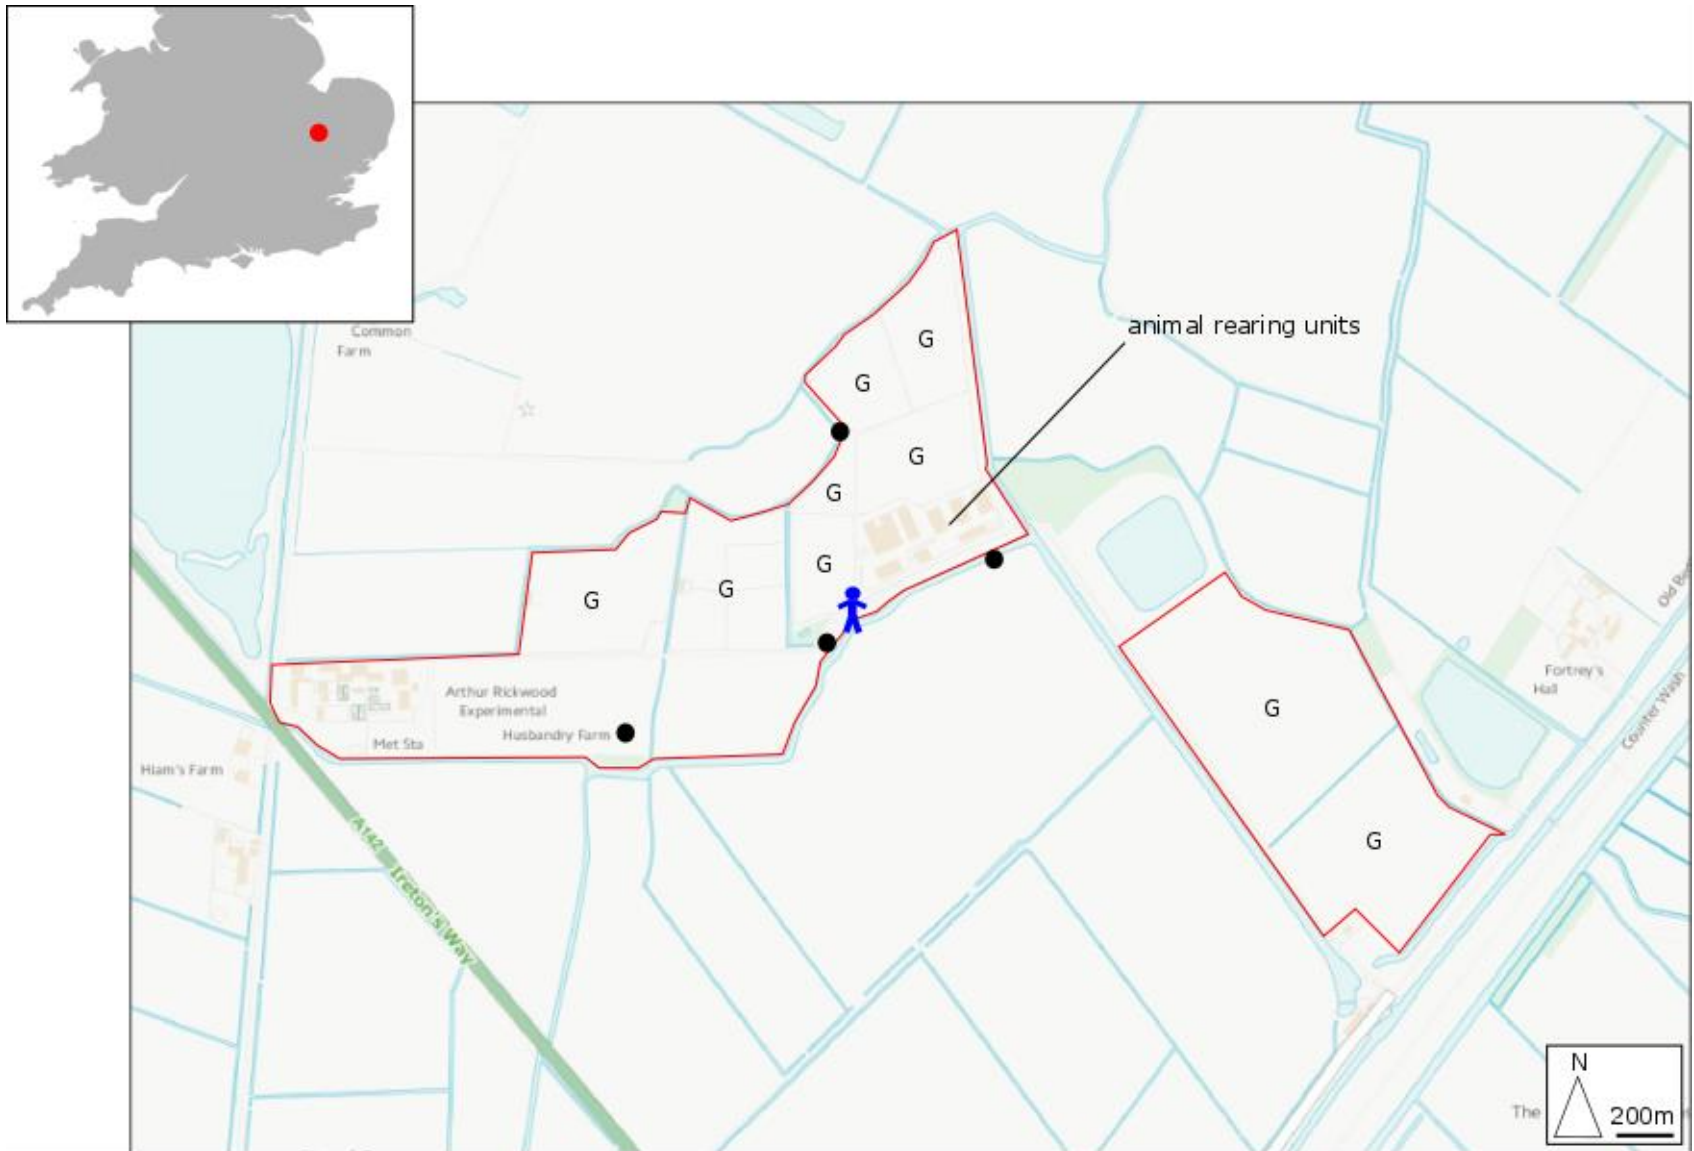 Common
Farm
animal rearing units
G
G
G
G
G
G
G
Arthur Rickwood
Experimental
Husbandry Farm
Met Sta
Hiam's Farm
A142
Ireton's Way
G
G
Fortrey's
Hall
Counter Wash
The
N
200m